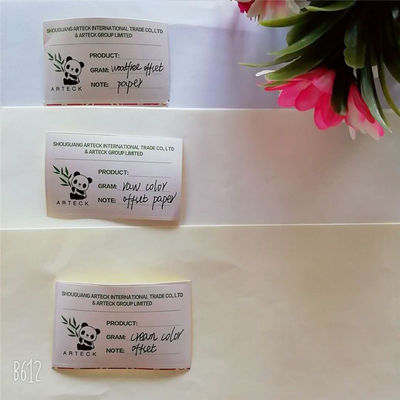 SHOUGUANG ARTECK INTERNATIONAL TRADE CO., LTD
& ARTECK GROUP LIMITED
PRODUCT:
GRAM: woodfree offset
NOTE: paper
ARTECK
SHOUGUANG ARTECK INTERNATIONAL TRADE CO., LTD
& ARTECK GROUP LIMITED
PRODUCT:
GRAM: raw color
NOTE: offset paper
ARTECK
SHOUGUANG ARTECK INTERNATIONAL TRADE CO., LTD
& ARTECK GROUP LIMITED
PRODUCT:
GRAM: cream color
NOTE: offset
ARTECK
B612